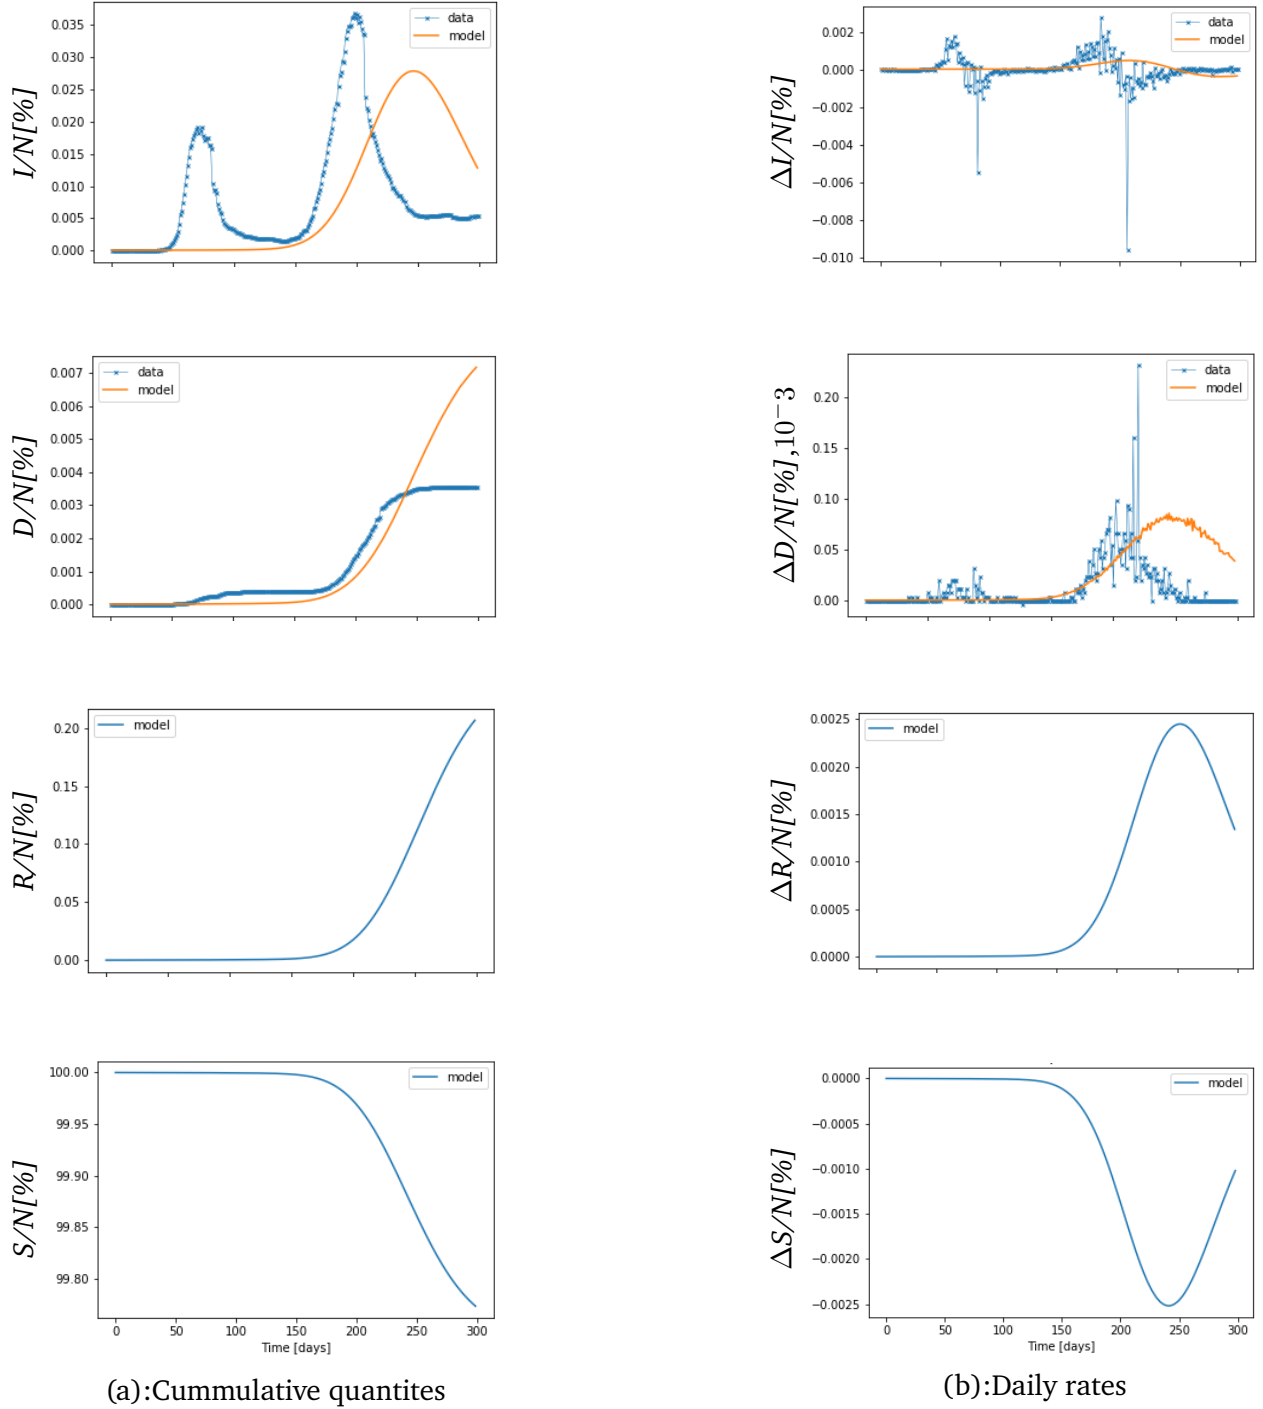 I/N[%]
0.035
0.030
0.025
0.020
0.015
0.010
0.005
0.000
data
model
ΔI/N[%]
0.002
0.000
−0.002
−0.004
−0.006
−0.008
−0.010
data
model
D/N[%]
0.007
0.006
0.005
0.004
0.003
0.002
0.001
0.000
data
model
ΔD/N[%],10⁻3
0.20
0.15
0.10
0.05
0.00
data
model
R/N[%]
0.20
0.15
0.10
0.05
0.00
model
ΔR/N[%]
0.0025
0.0020
0.0015
0.0010
0.0005
0.0000
model
S/N[%]
100.00
99.95
99.90
99.85
99.80
model
0 50 100 150 200 250 300
Time [days]
ΔS/N[%]
0.0000
−0.0005
−0.0010
−0.0015
−0.0020
−0.0025
model
0 50 100 150 200 250 300
Time [days]
(a):Cummulative quantites
(b):Daily rates